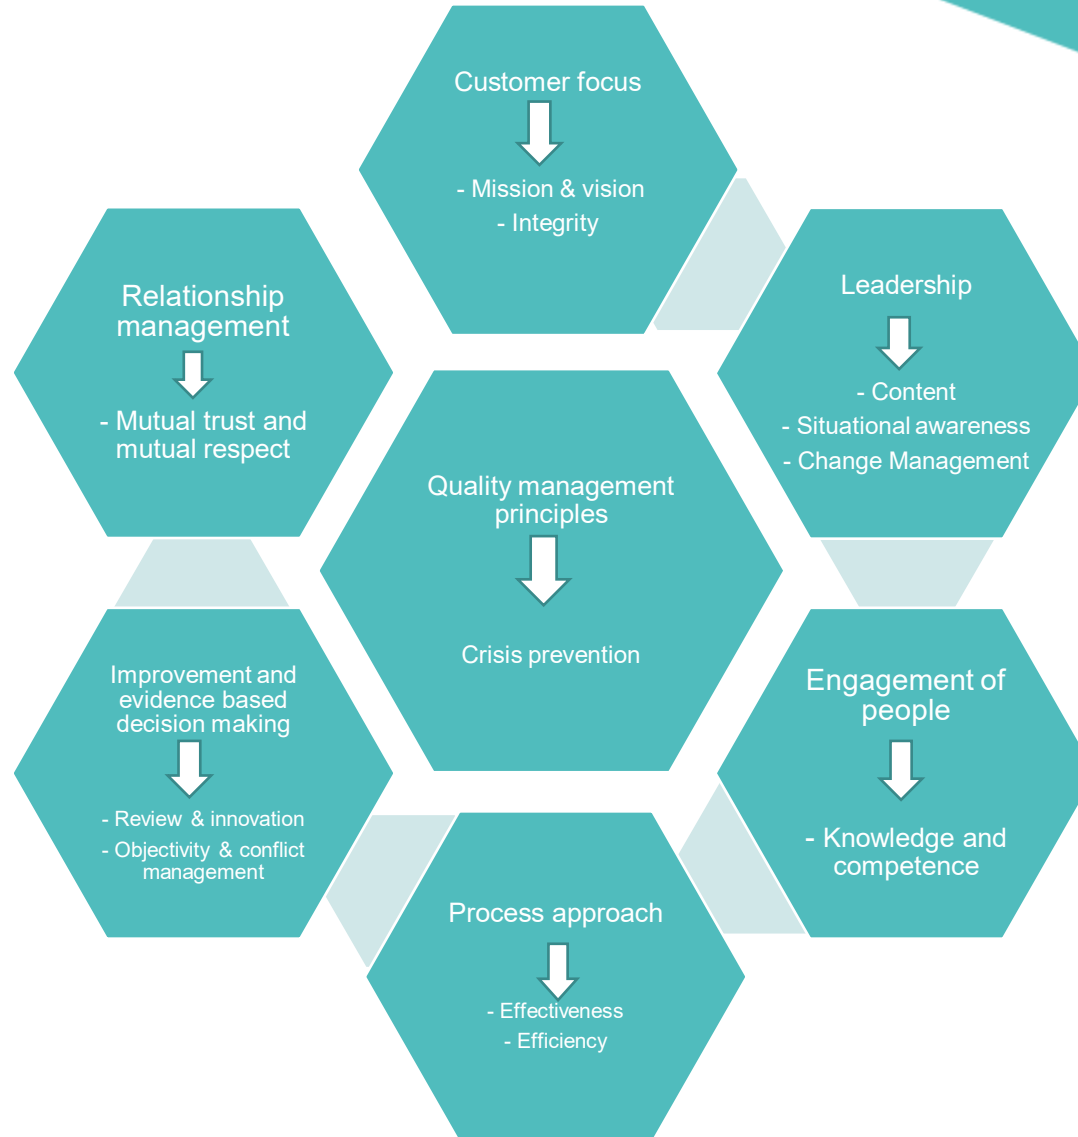 Customer focus
- Mission & vision
- Integrity
Leadership
- Content
- Situational awareness
- Change Management
Relationship
management
- Mutual trust and
mutual respect
Quality management
principles
Crisis prevention
Engagement of
people
- Knowledge and
competence
Improvement and
evidence based
decision making
- Review & innovation
- Objectivity & conflict
management
Process approach
- Effectiveness
- Efficiency